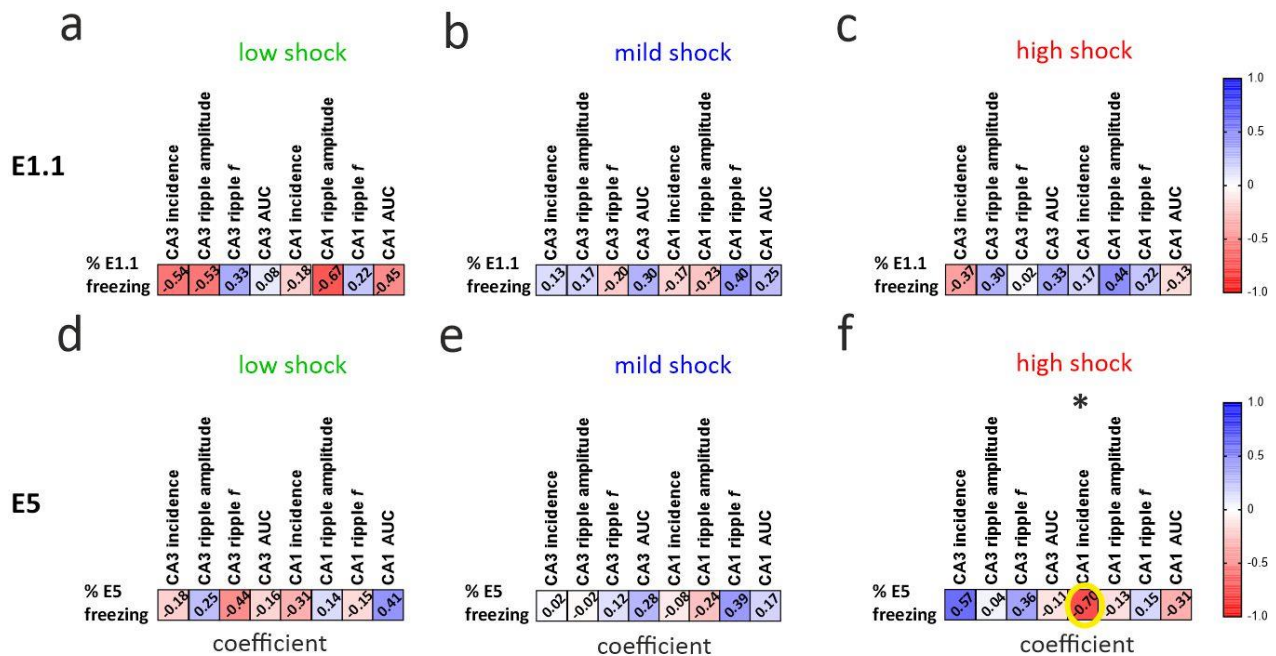 a
b
c
low shock
mild shock
high shock
E1.1
CA3 incidence
CA3 ripple amplitude
CA3 ripple f
CA3 AUC
CA1 incidence
CA1 ripple ampitude
CA1 ripple f
CA1 AUC
CA3 incidence
CA3 ripple amplitude
CA3 ripple f
CA3 AUC
CA1 incidence
CA1 ripple amplitude
CA1 ripple f
CA1 AUC
CA3 incidence
CA3 ripple amplitude
CA3 ripple f
CA3 AUC
CA1 incidence
CA1 ripple amplitude
CA1 ripple f
CA1 AUC
% E1.1
freezing
-0.54 -0.53 0.33 0.08 -0.18 -0.67 0.22 -0.45
% E1.1
freezing
0.13 0.17 -0.20 0.30 -0.17 -0.23 0.40 0.25
% E1.1
freezing
-0.37 0.30 0.02 0.33 0.17 0.44 0.22 -0.13
1.0
0.5
0
-0.5
-1.0
d
e
f
low shock
mild shock
high shock
*
E5
CA3 incidence
CA3 ripple amplitude
CA3 ripple f
CA3 AUC
CA1 incidence
CA1 ripple amplitude
CA1 ripple f
CA1 AUC
CA3 incidence
CA3 ripple amplitude
CA3 ripple f
CA3 AUC
CA1 incidence
CA1 ripple amplitude
CA1 ripple f
CA1 AUC
CA3 incidence
CA3 ripple amplitude
CA3 ripple f
CA3 AUC
CA1 incidence
CA1 ripple amplitude
CA1 ripple f
CA1 AUC
% E5
freezing
-0.18 0.25 -0.44 -0.16 -0.31 0.14 -0.15 0.41
% E5
freezing
0.02 -0.02 0.12 0.28 -0.08 -0.24 0.39 0.17
% E5
freezing
0.57 0.04 0.36 -0.11 -0.70 -0.13 0.15 -0.31
1.0
0.5
0
-0.5
-1.0
coefficient
coefficient
coefficient